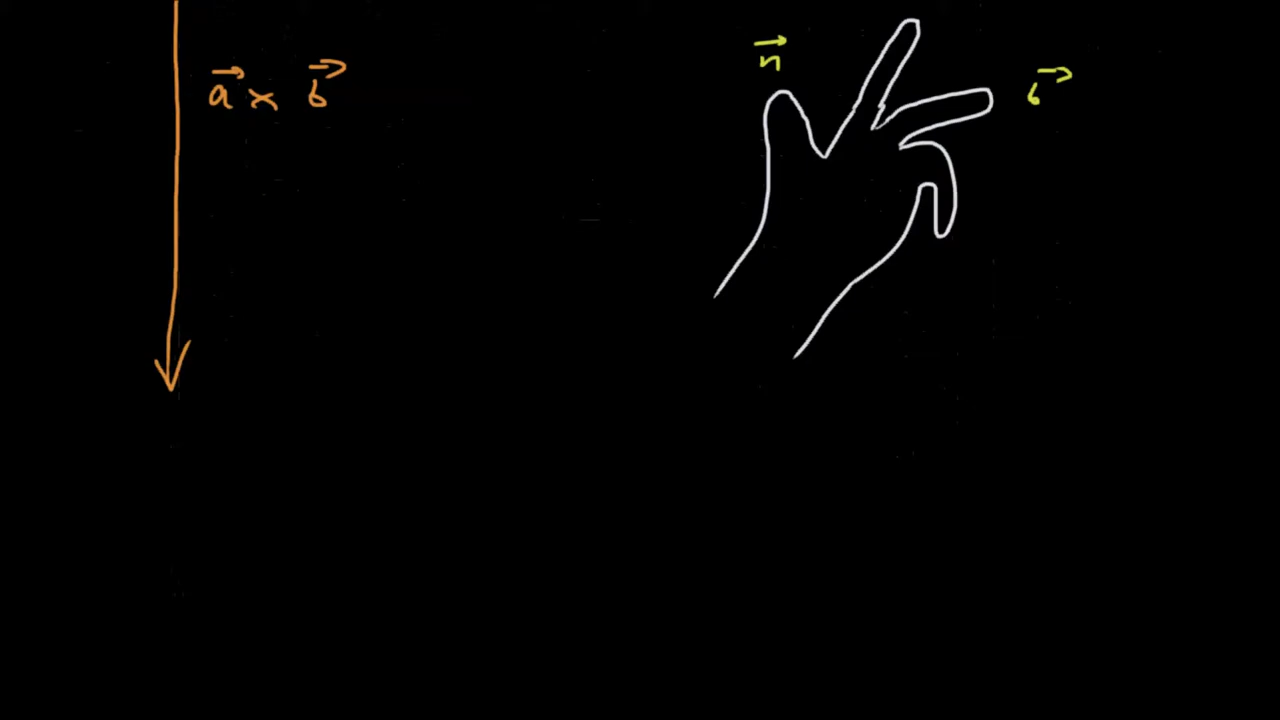 a⃗ × b⃗
n⃗
b⃗